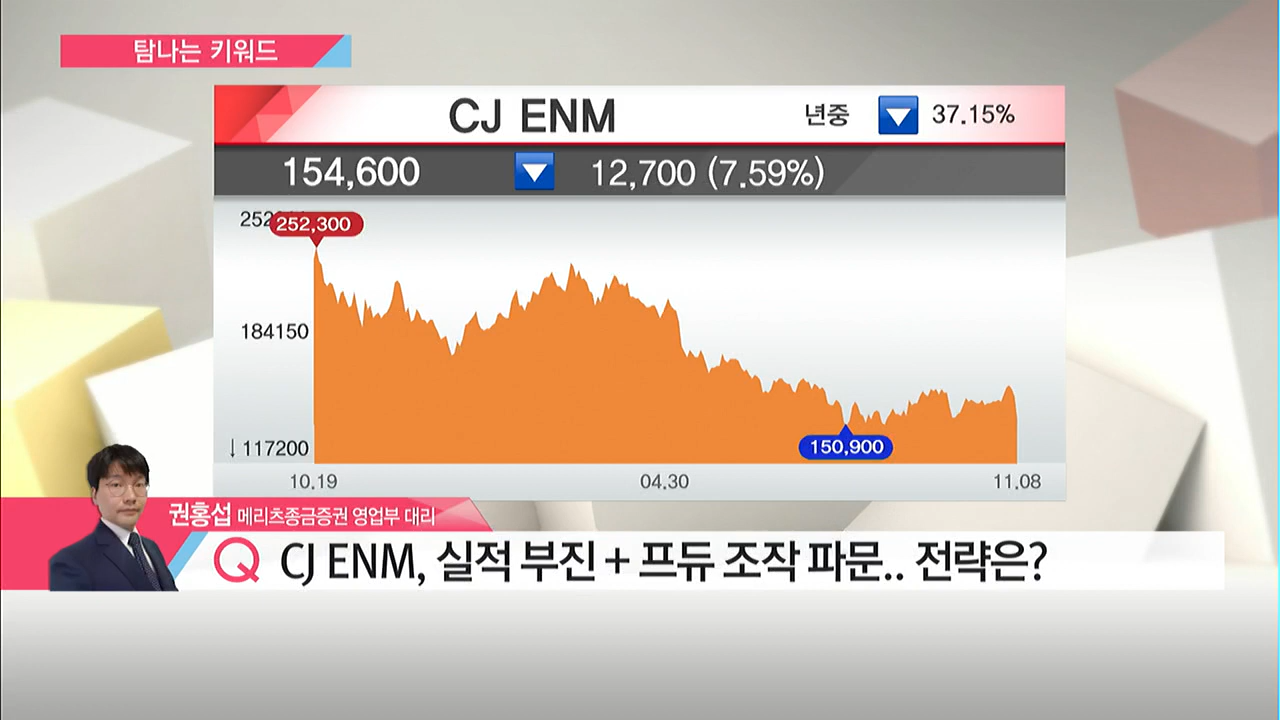 탐나는 키워드
CJ ENM 년중 ▼ 37.15%
154,600 ▼ 12,700 (7.59%)
252,300
184150
150,900
↓117200
10.19 04.30 11.08
권홍섭 메리츠종금증권 영업부 대리
Q CJ ENM, 실적 부진 + 프듀 조작 파문.. 전략은?